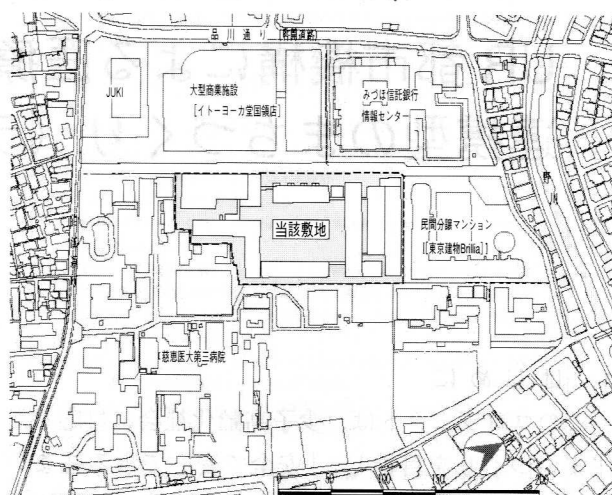 品川通り
JUKI
大型商業施設
[イトーヨーカ堂国領店]
みづほ信託銀行
情報センター
野川
当該敷地
民間分譲マンション
[東京建物Brillia]
慈恵医大第三病院